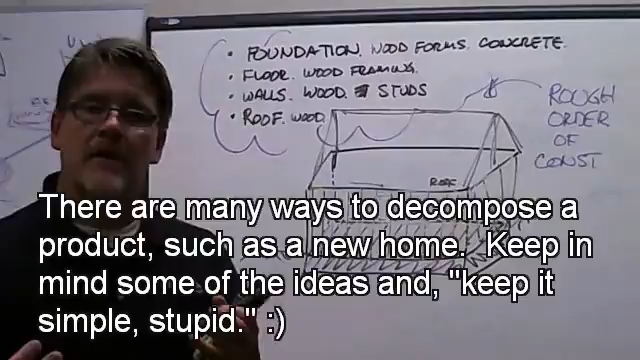 • FOUNDATION. WOOD FORMS. CONCRETE.
• FLOOR. WOOD FRAMING.
• WALLS. WOOD STUDS
• ROOF. WOOD
ROUGH
ORDER
OF
CONST
ROOF
There are many ways to decompose a
product, such as a new home.  Keep in
mind some of the ideas and, "keep it
simple, stupid." :)